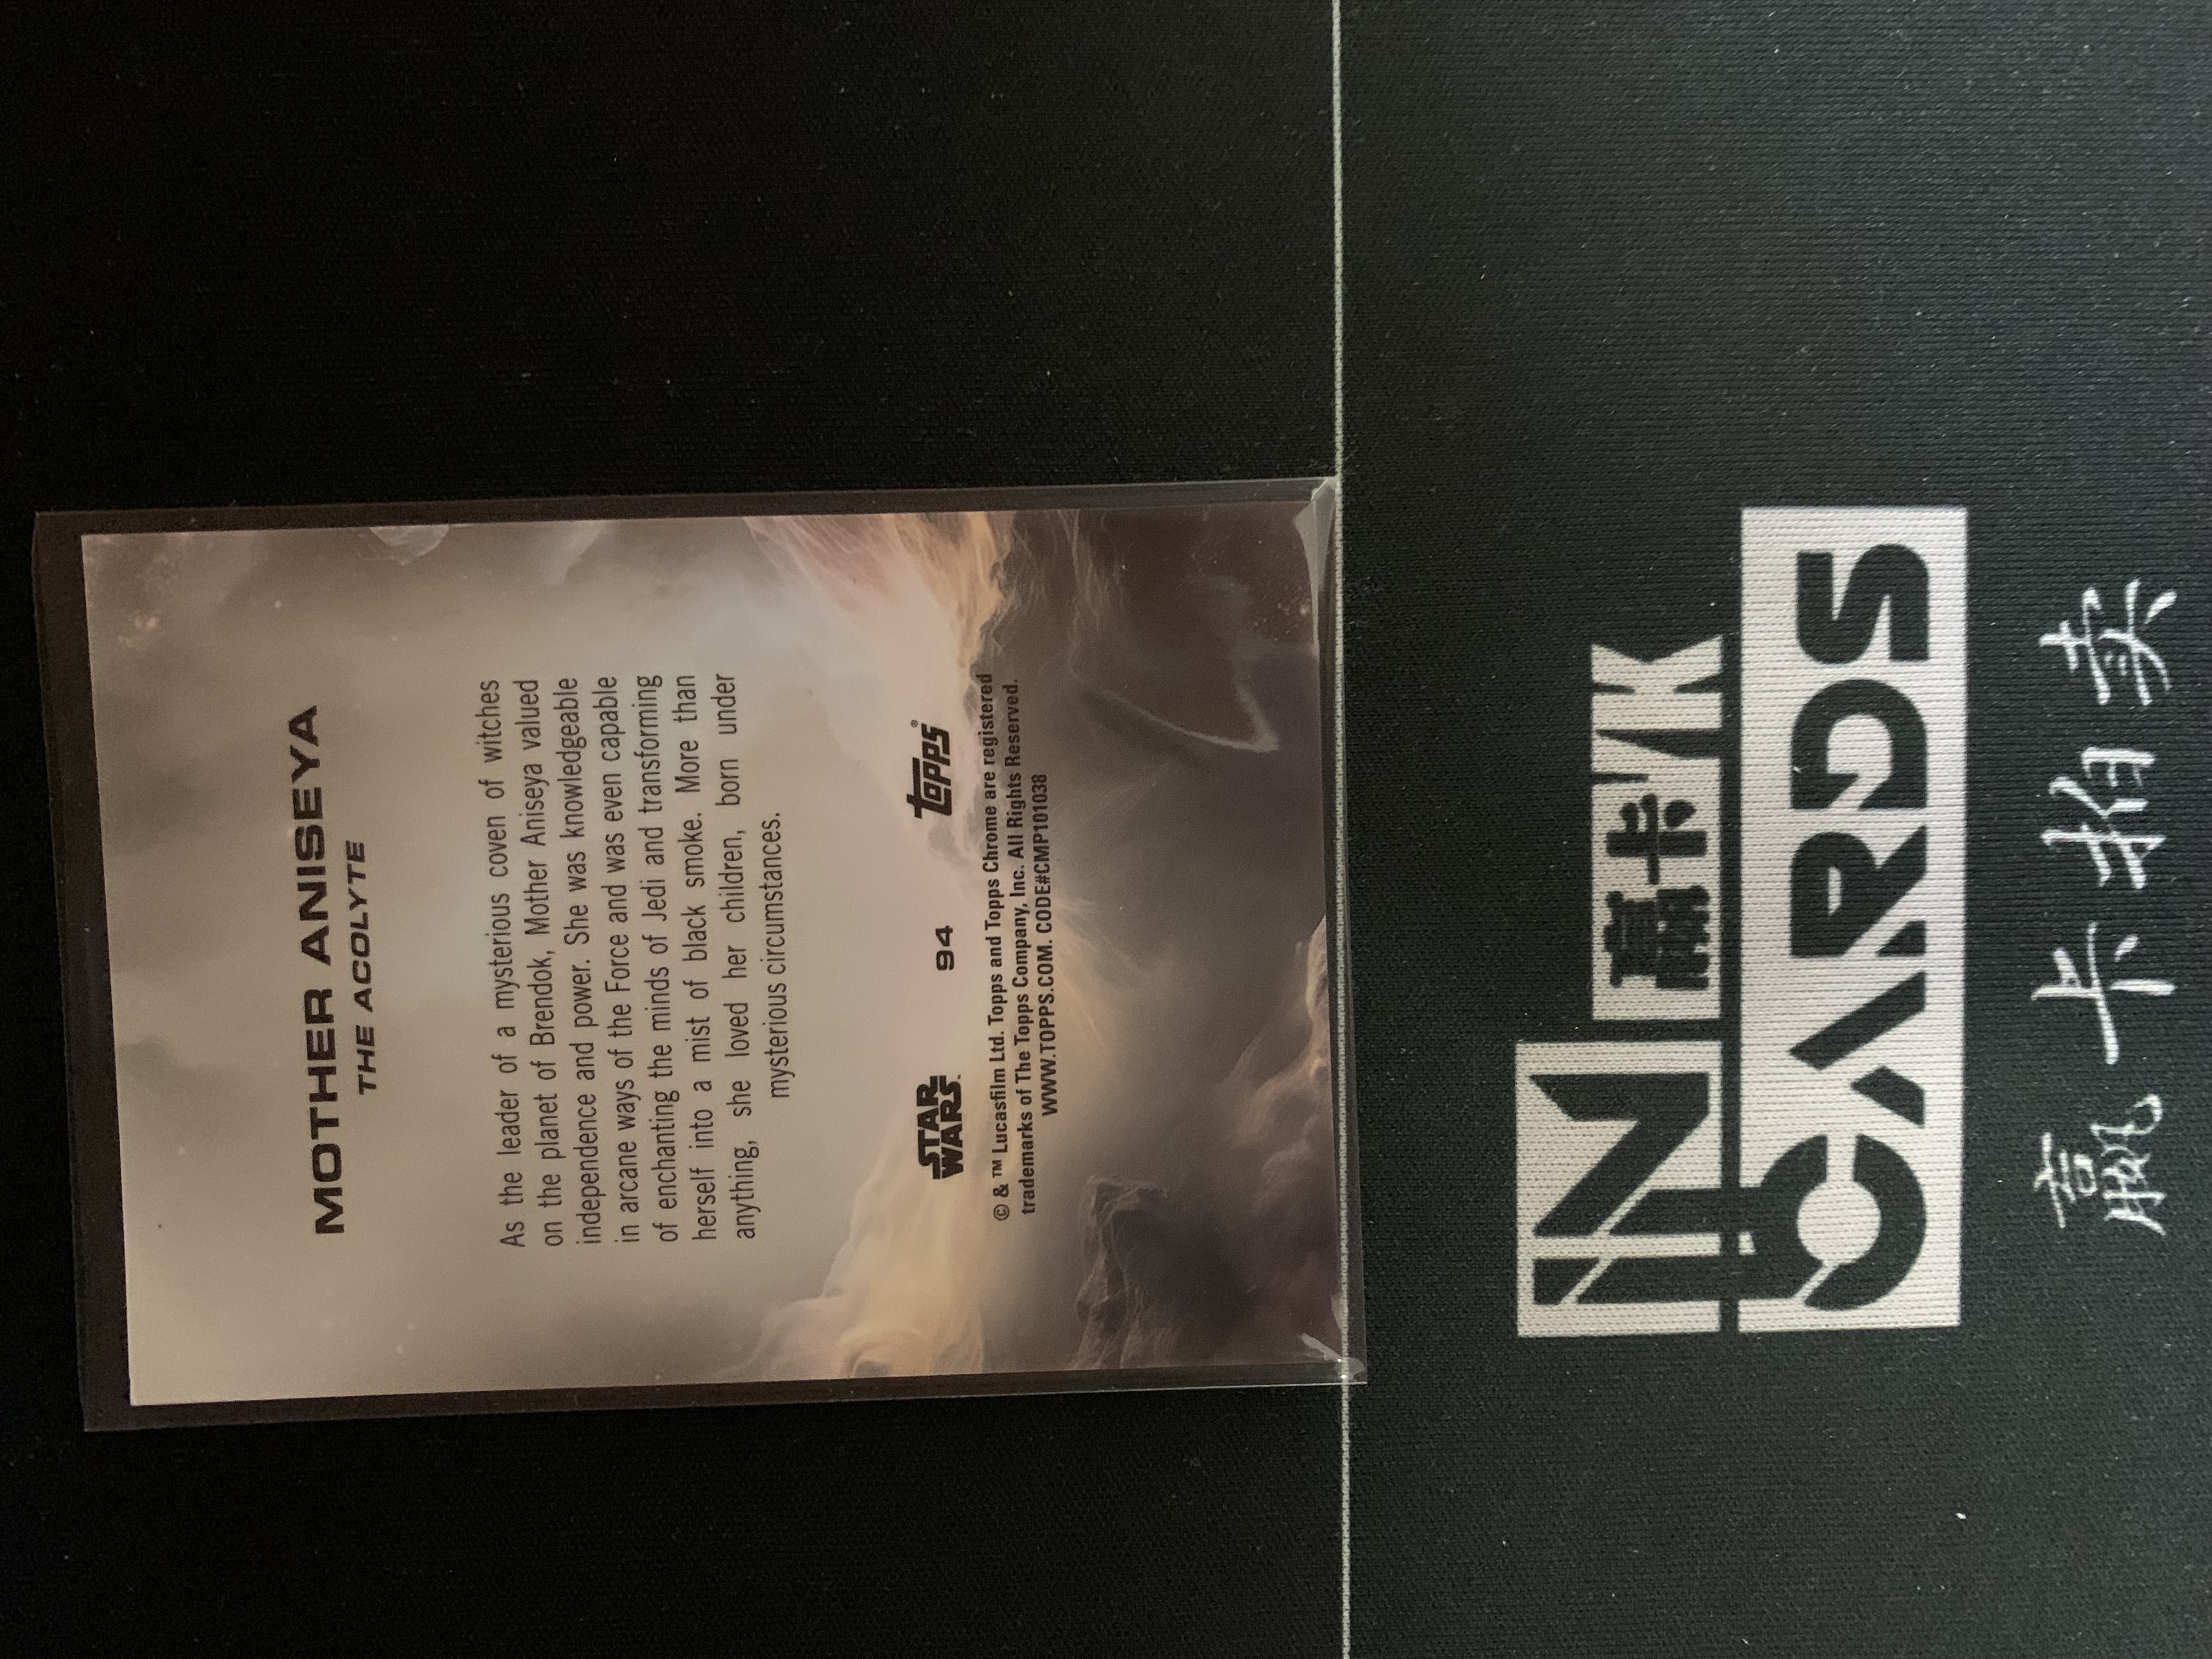 MOTHER ANISEYA
THE ACOLYTE
As the leader of a mysterious coven of witches
on the planet of Brendok, Mother Aniseya valued
independence and power. She was knowledgeable
in arcane ways of the Force and was even capable
of enchanting the minds of Jedi and transforming
herself into a mist of black smoke. More than
anything, she loved her children, born under
mysterious circumstances.
STAR WARS™ 94 topps®
© & ™ Lucasfilm Ltd. Topps and Topps Chrome are registered
trademarks of The Topps Company, Inc. All Rights Reserved.
WWW.TOPPS.COM. CODE#CMP101038
IN 赢卡YK
CARDS
赢卡拍卖